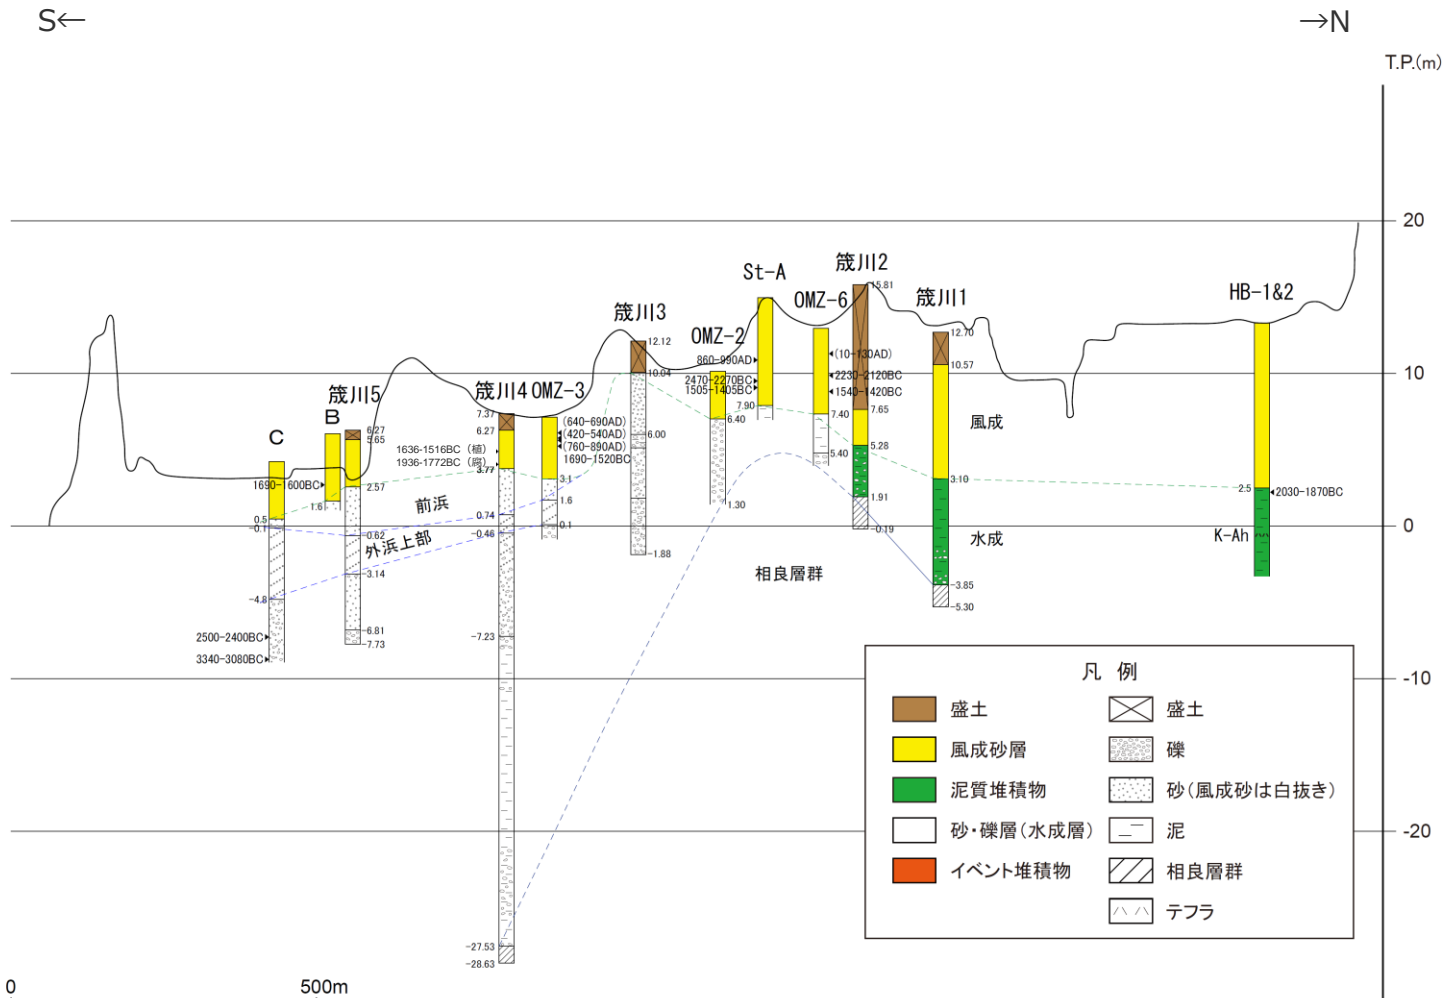 S←
→N
T.P.(m)
20
10
0
-10
-20
C
B
筬川5
筬川4
OMZ-3
筬川3
OMZ-2
St-A
OMZ-6
筬川2
筬川1
HB-1&2
1690-1600BC
0.5
-0.1
-4.8
2500-2400BC
3340-3080BC
1.6
6.27
5.65
2.57
-0.62
-3.14
-6.81
-7.73
7.37
6.27
1636-1516BC（植）
1936-1772BC（腐）
3.77
0.74
-0.46
-7.23
-27.53
-28.63
(640-690AD)
(420-540AD)
(760-890AD)
1690-1520BC
3.1
1.6
0.1
12.12
10.04
6.00
-1.88
6.40
1.30
860-990AD
2470-2270BC
1505-1405BC
7.90
(10-130AD)
2230-2120BC
1540-1420BC
7.40
5.40
15.81
7.65
5.28
1.91
-0.19
12.70
10.57
3.10
-3.85
-5.30
2.5
2030-1870BC
K-Ah
前浜
外浜上部
風成
水成
相良層群
凡 例
盛土
盛土
風成砂層
礫
泥質堆積物
砂（風成砂は白抜き）
砂・礫層（水成層）
泥
イベント堆積物
相良層群
テフラ
0
500m